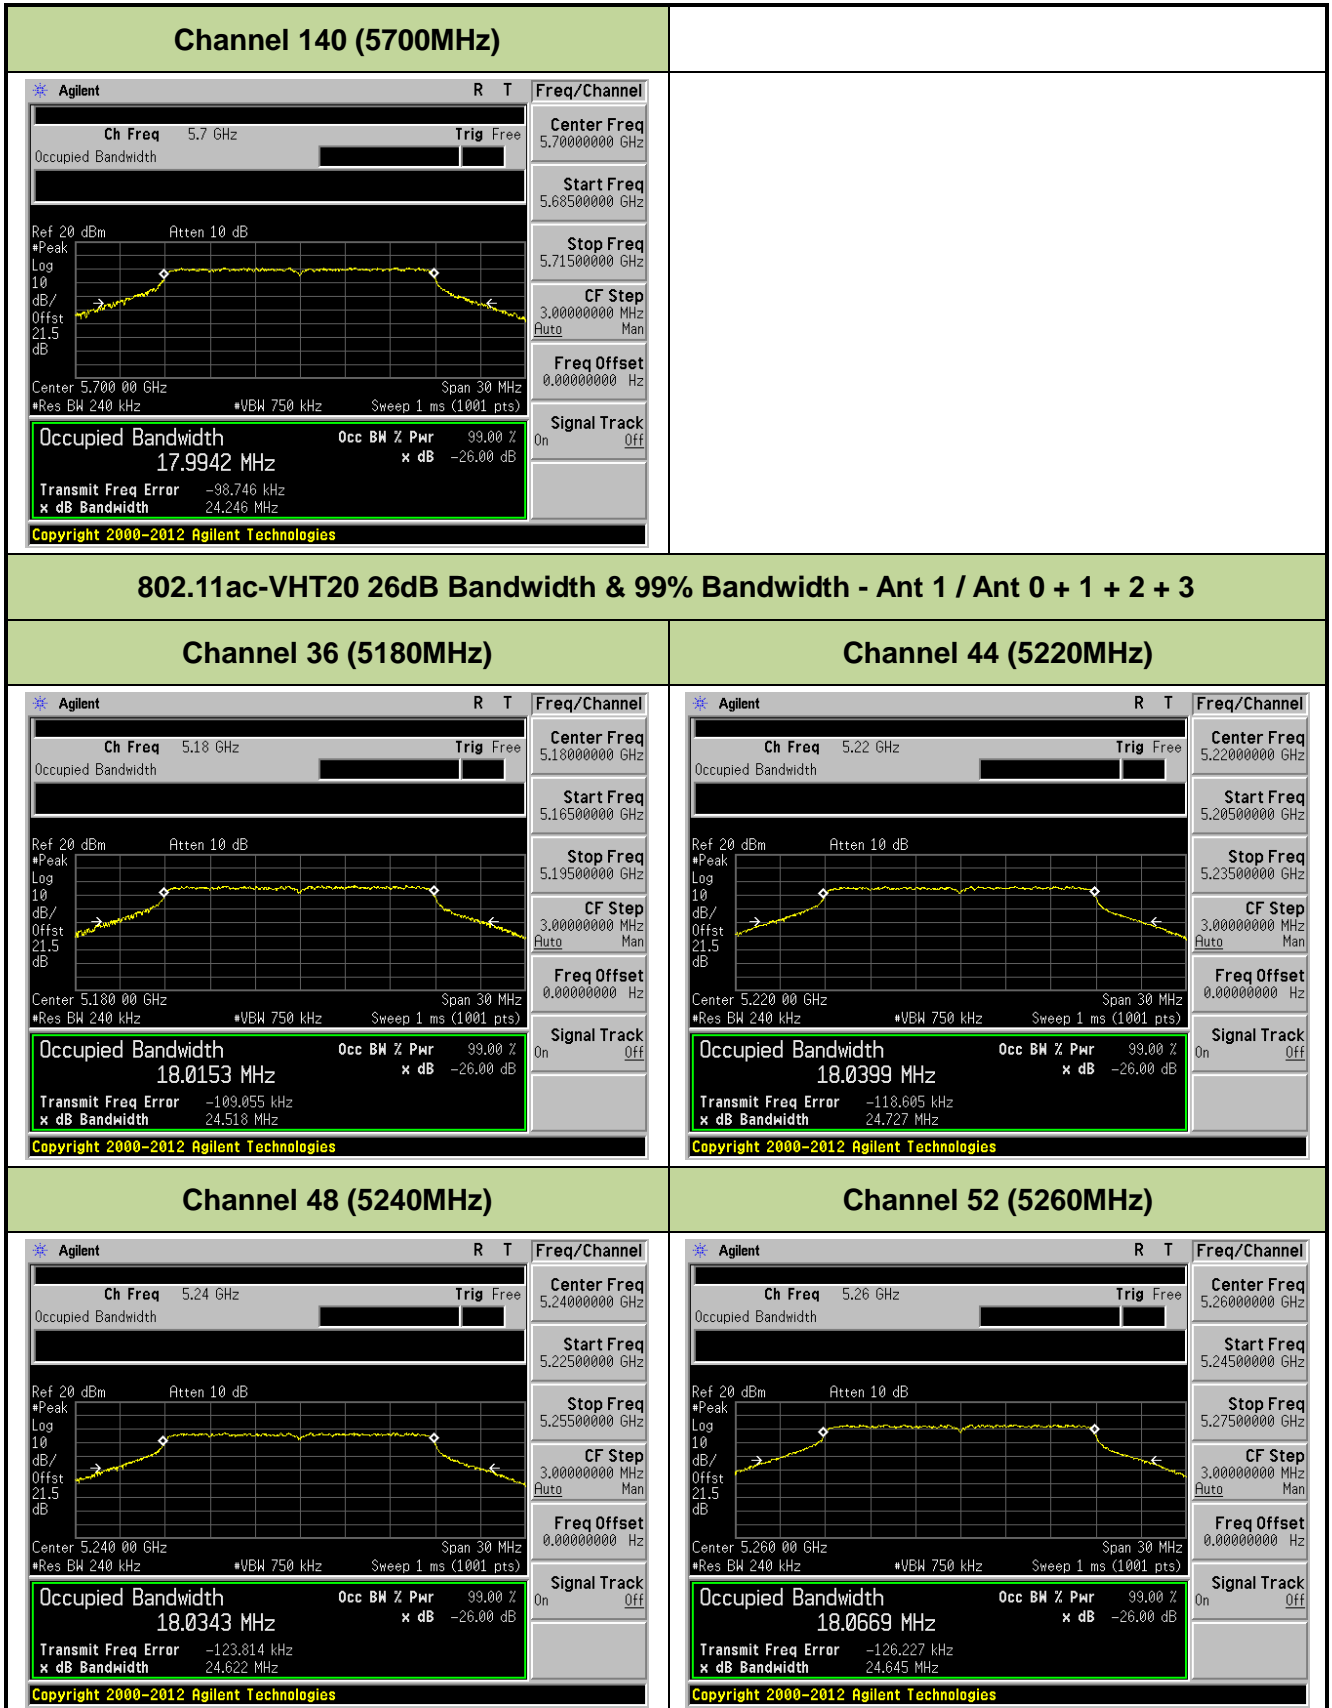 Channel 140 (5700MHz)
Agilent R T Freq/Channel
Ch Freq 5.7 GHz Trig Free
Occupied Bandwidth
Center Freq
5.70000000 GHz
Start Freq
5.68500000 GHz
Stop Freq
5.71500000 GHz
CF Step
3.00000000 MHz
Auto Man
Freq Offset
0.00000000 Hz
Signal Track
On Off
Ref 20 dBm Atten 10 dB
#Peak
Log
10
dB/
Offst
21.5
dB
Center 5.700 00 GHz Span 30 MHz
#Res BW 240 kHz #VBW 750 kHz Sweep 1 ms (1001 pts)
Occupied Bandwidth Occ BW % Pwr 99.00 %
17.9942 MHz x dB -26.00 dB
Transmit Freq Error -98.746 kHz
x dB Bandwidth 24.246 MHz
Copyright 2000-2012 Agilent Technologies
802.11ac-VHT20 26dB Bandwidth & 99% Bandwidth - Ant 1 / Ant 0 + 1 + 2 + 3
Channel 36 (5180MHz)
Agilent R T Freq/Channel
Ch Freq 5.18 GHz Trig Free
Occupied Bandwidth
Center Freq
5.18000000 GHz
Start Freq
5.16500000 GHz
Stop Freq
5.19500000 GHz
CF Step
3.00000000 MHz
Auto Man
Freq Offset
0.00000000 Hz
Signal Track
On Off
Ref 20 dBm Atten 10 dB
#Peak
Log
10
dB/
Offst
21.5
dB
Center 5.180 00 GHz Span 30 MHz
#Res BW 240 kHz #VBW 750 kHz Sweep 1 ms (1001 pts)
Occupied Bandwidth Occ BW % Pwr 99.00 %
18.0153 MHz x dB -26.00 dB
Transmit Freq Error -109.055 kHz
x dB Bandwidth 24.518 MHz
Copyright 2000-2012 Agilent Technologies
Channel 44 (5220MHz)
Agilent R T Freq/Channel
Ch Freq 5.22 GHz Trig Free
Occupied Bandwidth
Center Freq
5.22000000 GHz
Start Freq
5.20500000 GHz
Stop Freq
5.23500000 GHz
CF Step
3.00000000 MHz
Auto Man
Freq Offset
0.00000000 Hz
Signal Track
On Off
Ref 20 dBm Atten 10 dB
#Peak
Log
10
dB/
Offst
21.5
dB
Center 5.220 00 GHz Span 30 MHz
#Res BW 240 kHz #VBW 750 kHz Sweep 1 ms (1001 pts)
Occupied Bandwidth Occ BW % Pwr 99.00 %
18.0399 MHz x dB -26.00 dB
Transmit Freq Error -118.605 kHz
x dB Bandwidth 24.727 MHz
Copyright 2000-2012 Agilent Technologies
Channel 48 (5240MHz)
Agilent R T Freq/Channel
Ch Freq 5.24 GHz Trig Free
Occupied Bandwidth
Center Freq
5.24000000 GHz
Start Freq
5.22500000 GHz
Stop Freq
5.25500000 GHz
CF Step
3.00000000 MHz
Auto Man
Freq Offset
0.00000000 Hz
Signal Track
On Off
Ref 20 dBm Atten 10 dB
#Peak
Log
10
dB/
Offst
21.5
dB
Center 5.240 00 GHz Span 30 MHz
#Res BW 240 kHz #VBW 750 kHz Sweep 1 ms (1001 pts)
Occupied Bandwidth Occ BW % Pwr 99.00 %
18.0343 MHz x dB -26.00 dB
Transmit Freq Error -123.814 kHz
x dB Bandwidth 24.622 MHz
Copyright 2000-2012 Agilent Technologies
Channel 52 (5260MHz)
Agilent R T Freq/Channel
Ch Freq 5.26 GHz Trig Free
Occupied Bandwidth
Center Freq
5.26000000 GHz
Start Freq
5.24500000 GHz
Stop Freq
5.27500000 GHz
CF Step
3.00000000 MHz
Auto Man
Freq Offset
0.00000000 Hz
Signal Track
On Off
Ref 20 dBm Atten 10 dB
#Peak
Log
10
dB/
Offst
21.5
dB
Center 5.260 00 GHz Span 30 MHz
#Res BW 240 kHz #VBW 750 kHz Sweep 1 ms (1001 pts)
Occupied Bandwidth Occ BW % Pwr 99.00 %
18.0669 MHz x dB -26.00 dB
Transmit Freq Error -126.227 kHz
x dB Bandwidth 24.645 MHz
Copyright 2000-2012 Agilent Technologies